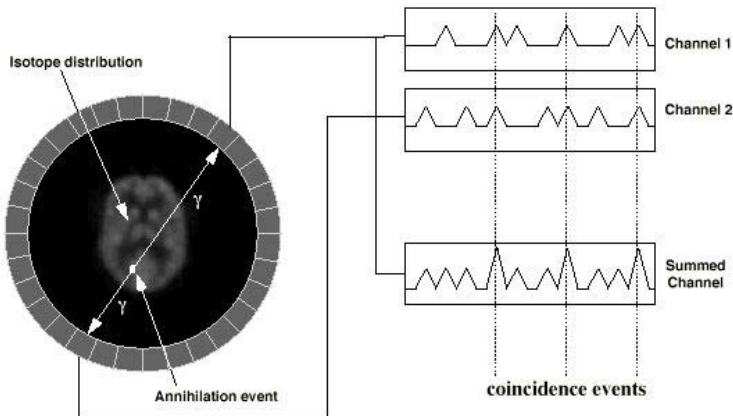 Isotope distribution
γ
γ
Annihilation event
Channel 1
Channel 2
Summed
Channel
coincidence events